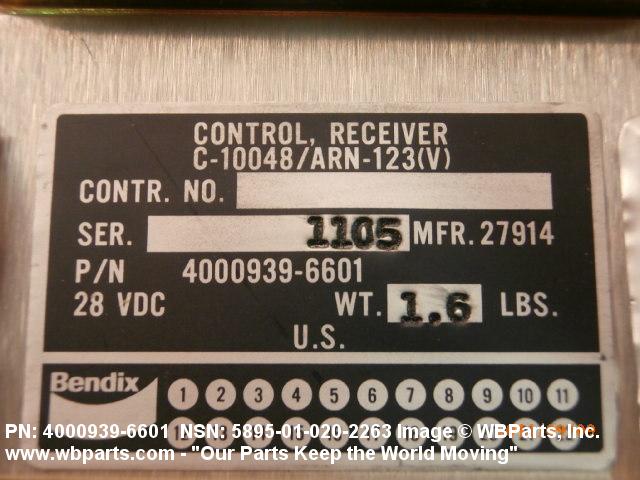 CONTROL, RECEIVER
C-10048/ARN-123(V)
CONTR. NO.
SER. 1105 MFR. 27914
P/N 4000939-6601
28 VDC WT. 1.6 LBS.
U.S.
Bendix 1 2 3 4 5 6 7 8 9 10 11
PN: 4000939-6601 NSN: 5895-01-020-2263 Image © WBParts, Inc.
www.wbparts.com - "Our Parts Keep the World Moving"